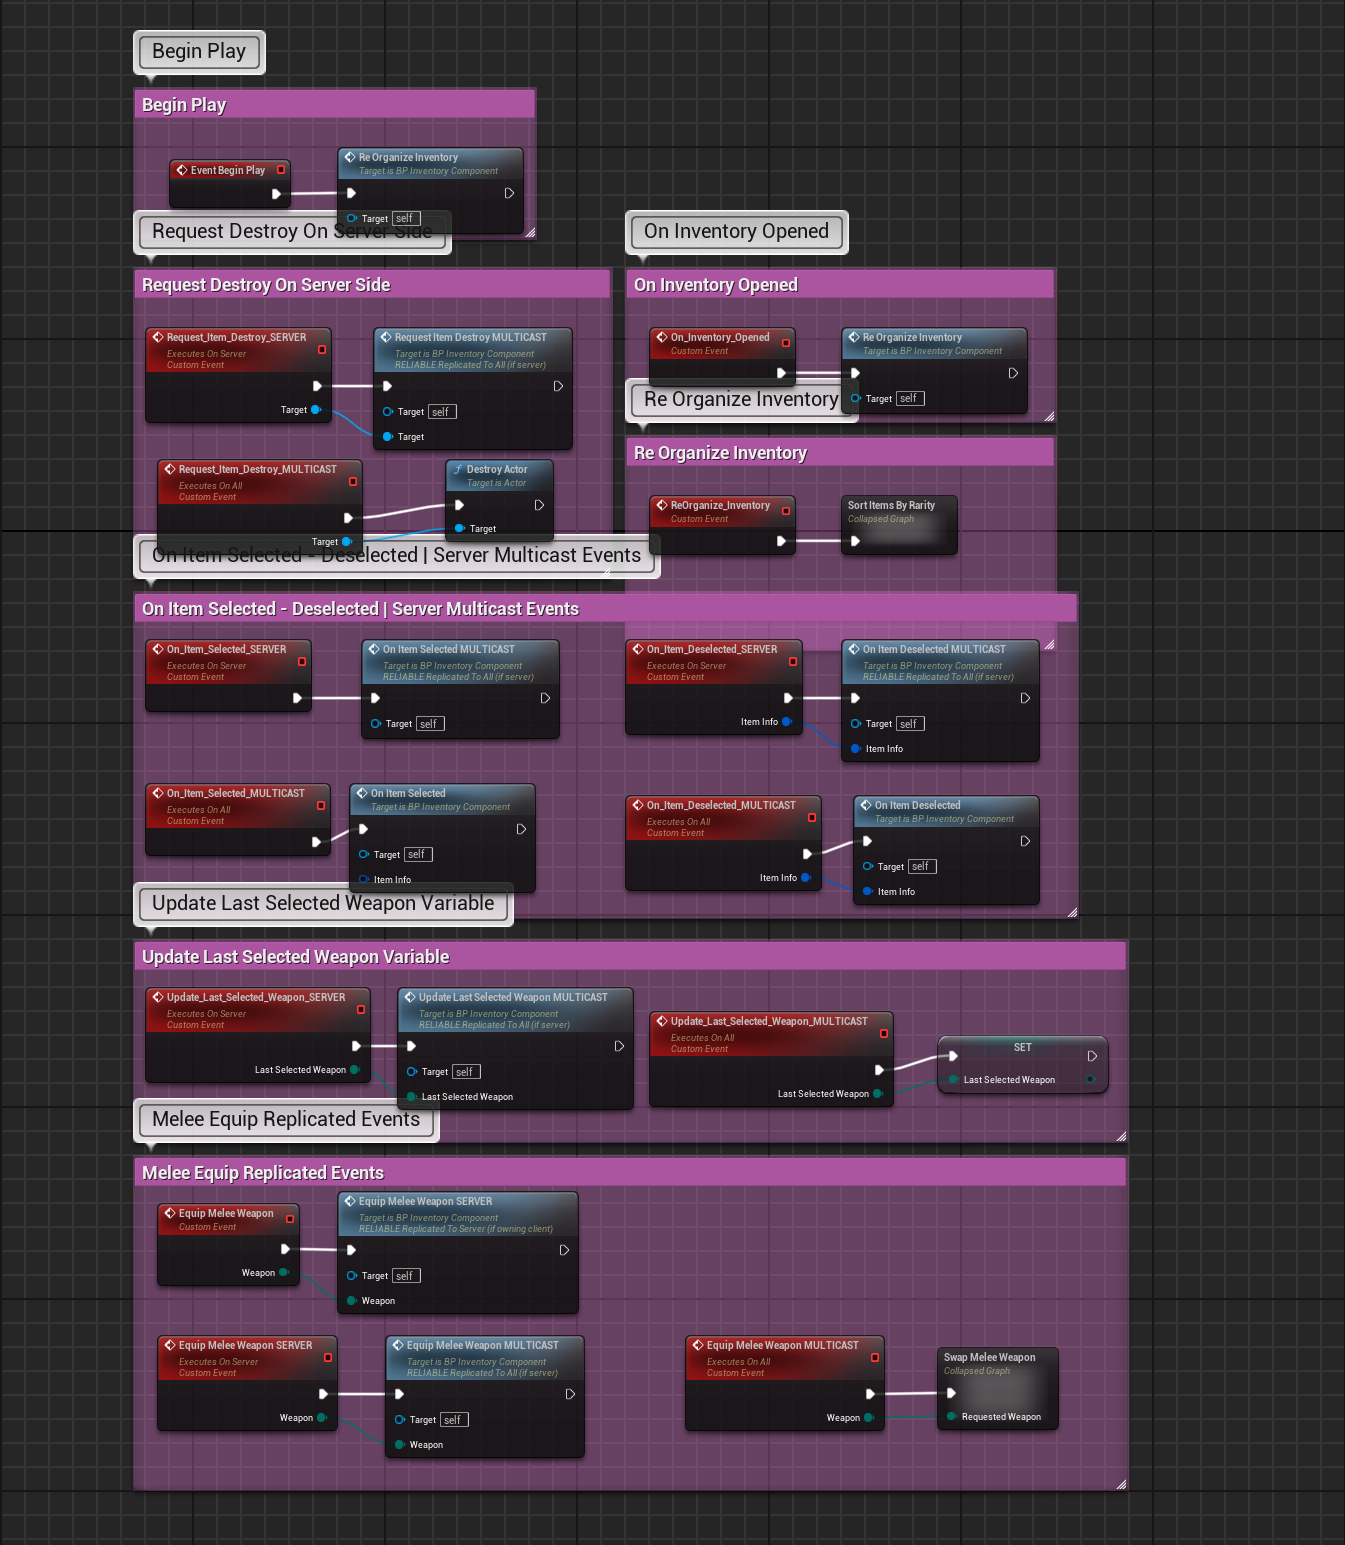 Begin Play
Begin Play
Event Begin Play
Re Organize Inventory
Target is BP Inventory Component
Target self
Request Destroy On Server Side
Request Destroy On Server Side
Request_Item_Destroy_SERVER
Executes On Server
Custom Event
Target
Request Item Destroy MULTICAST
Target is BP Inventory Component
RELIABLE Replicated To All (if server)
Target self
Target
Request_Item_Destroy_MULTICAST
Executes On All
Custom Event
Target
Destroy Actor
Target is Actor
Target
On Inventory Opened
On Inventory Opened
On_Inventory_Opened
Custom Event
Re Organize Inventory
Target is BP Inventory Component
Target self
Re Organize Inventory
Re Organize Inventory
ReOrganize_Inventory
Custom Event
Sort Items By Rarity
Collapsed Graph
On Item Selected - Deselected | Server Multicast Events
On Item Selected - Deselected | Server Multicast Events
On_Item_Selected_SERVER
Executes On Server
Custom Event
On Item Selected MULTICAST
Target is BP Inventory Component
RELIABLE Replicated To All (if server)
Target self
On_Item_Deselected_SERVER
Executes On Server
Custom Event
Item Info
On Item Deselected MULTICAST
Target is BP Inventory Component
RELIABLE Replicated To All (if server)
Target self
Item Info
On_Item_Selected_MULTICAST
Executes On All
Custom Event
On Item Selected
Target is BP Inventory Component
Target self
Item Info
On_Item_Deselected_MULTICAST
Executes On All
Custom Event
Item Info
On Item Deselected
Target is BP Inventory Component
Target self
Item Info
Update Last Selected Weapon Variable
Update Last Selected Weapon Variable
Update_Last_Selected_Weapon_SERVER
Executes On Server
Custom Event
Last Selected Weapon
Update Last Selected Weapon MULTICAST
Target is BP Inventory Component
RELIABLE Replicated To All (if server)
Target self
Last Selected Weapon
Update_Last_Selected_Weapon_MULTICAST
Executes On All
Custom Event
Last Selected Weapon
SET
Last Selected Weapon
Melee Equip Replicated Events
Melee Equip Replicated Events
Equip Melee Weapon
Custom Event
Weapon
Equip Melee Weapon SERVER
Target is BP Inventory Component
RELIABLE Replicated To Server (if owning client)
Target self
Weapon
Equip Melee Weapon SERVER
Executes On Server
Custom Event
Weapon
Equip Melee Weapon MULTICAST
Target is BP Inventory Component
RELIABLE Replicated To All (if server)
Target self
Weapon
Equip Melee Weapon MULTICAST
Executes On All
Custom Event
Weapon
Swap Melee Weapon
Collapsed Graph
Requested Weapon